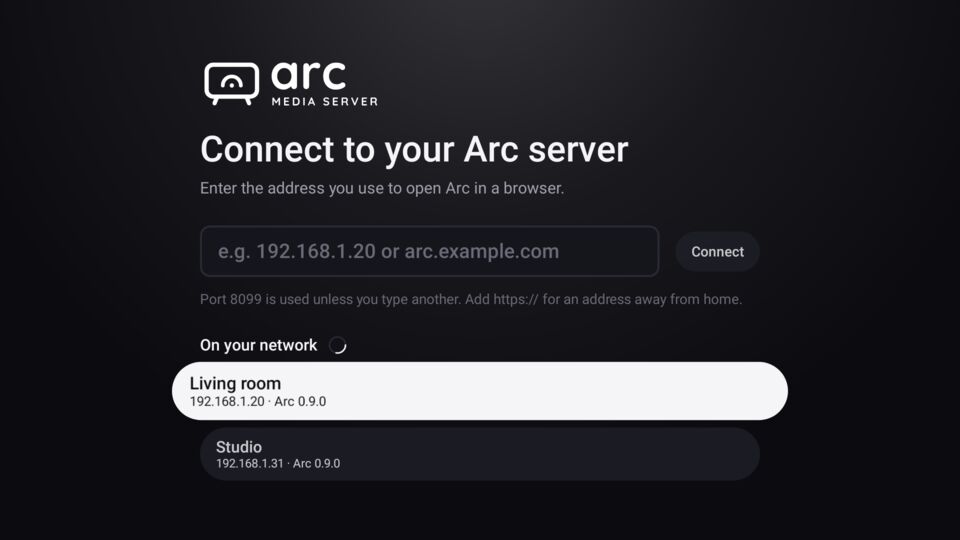 arc
MEDIA SERVER
Connect to your Arc server
Enter the address you use to open Arc in a browser.
e.g. 192.168.1.20 or arc.example.com
Connect
Port 8099 is used unless you type another. Add https:// for an address away from home.
On your network
Living room
192.168.1.20 · Arc 0.9.0
Studio
192.168.1.31 · Arc 0.9.0